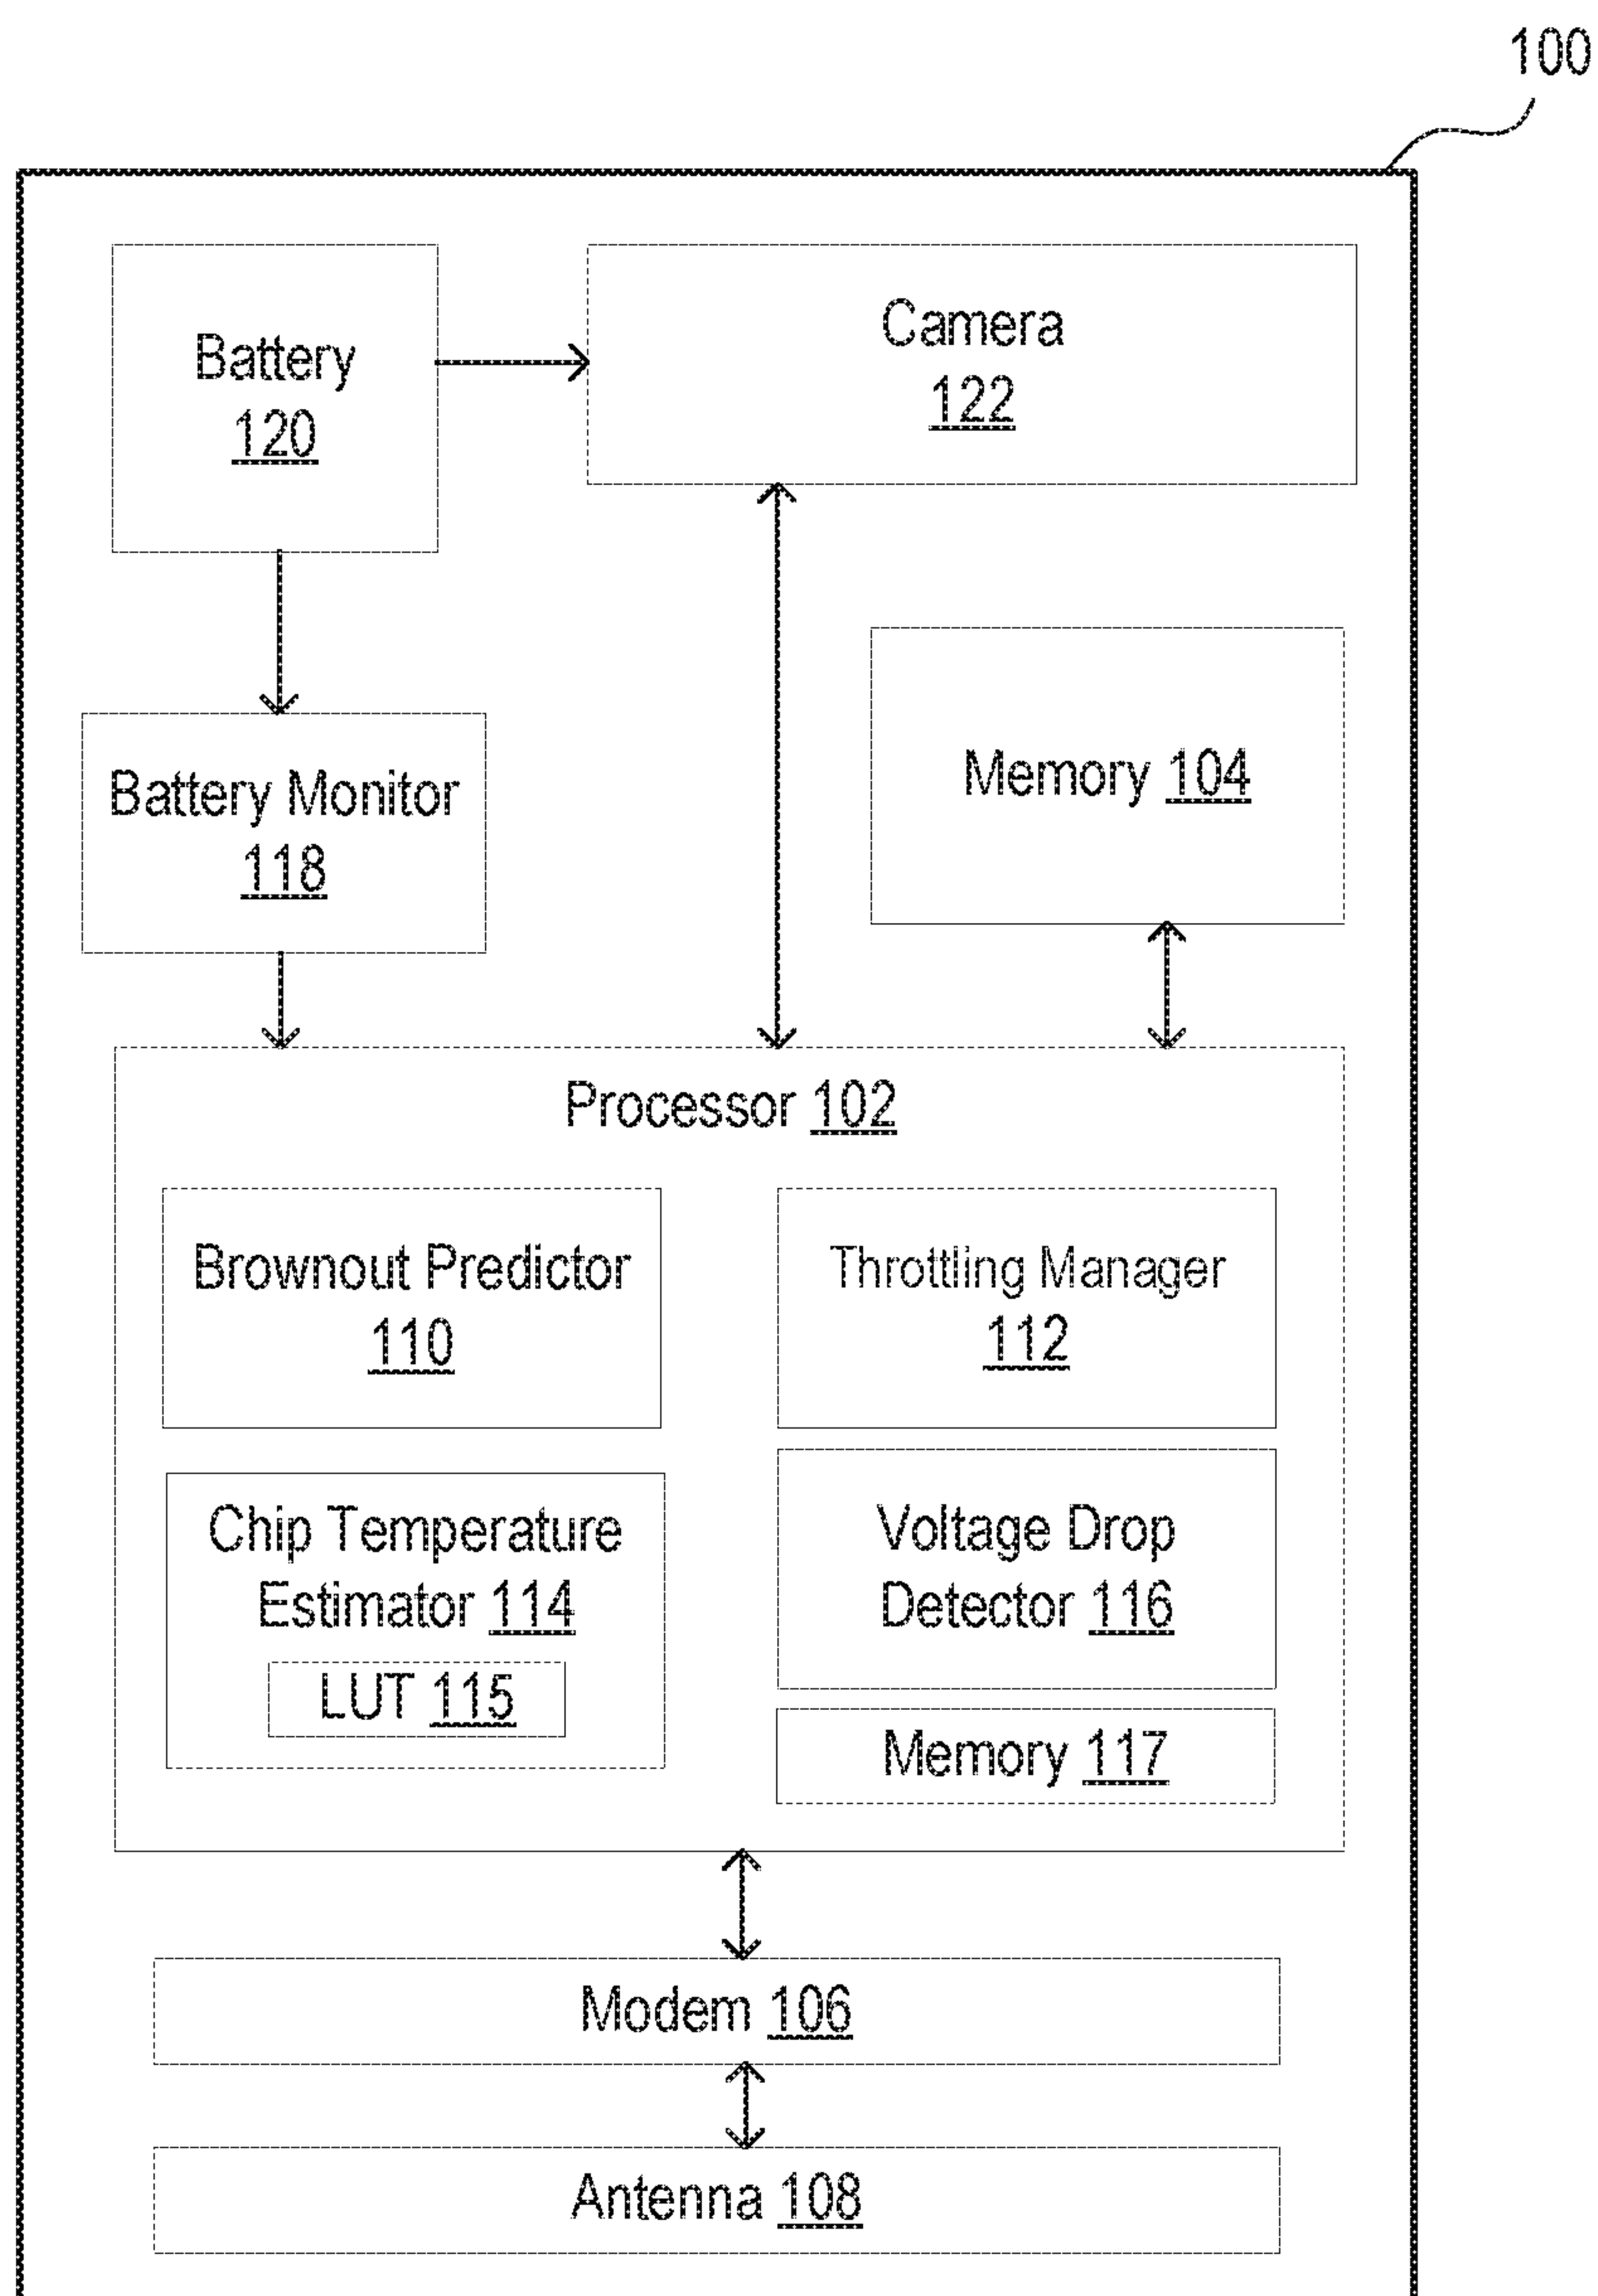 100
Battery
120
Camera
122
Battery Monitor
118
Memory 104
Processor 102
Brownout Predictor
110
Throttling Manager
112
Chip Temperature
Estimator 114
LUT 115
Voltage Drop
Detector 116
Memory 117
Modem 106
Antenna 108